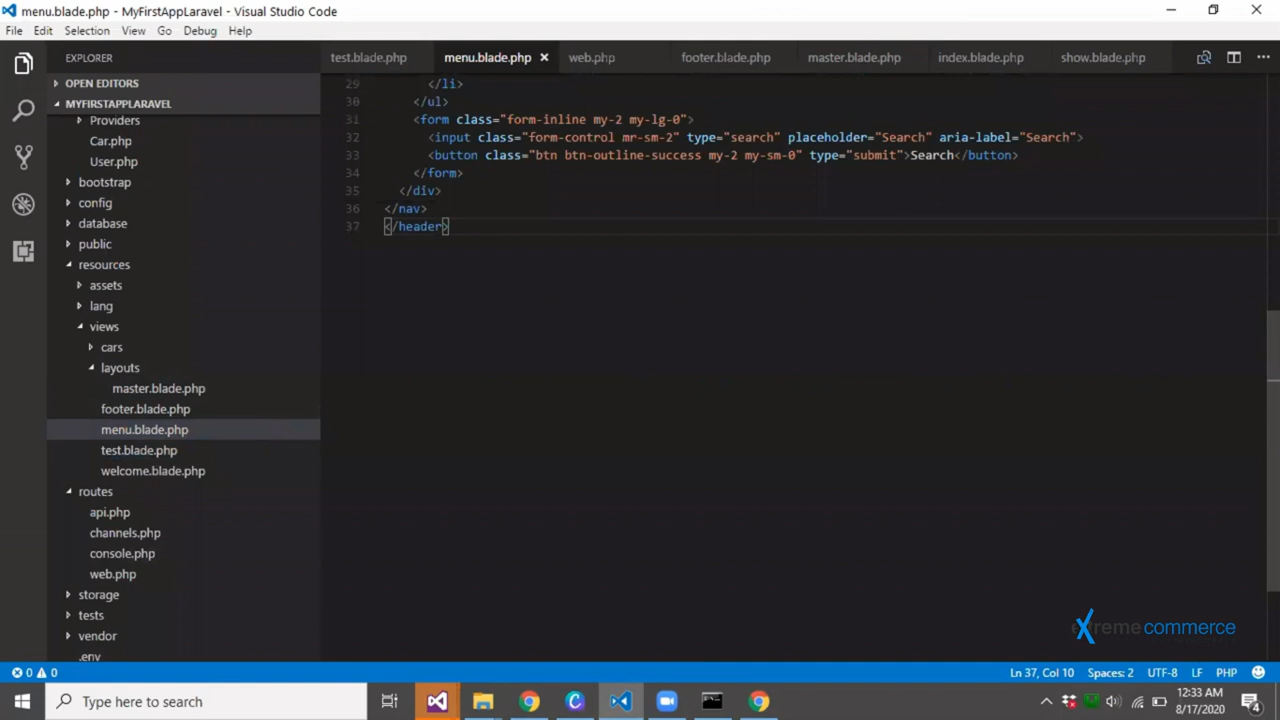 menu.blade.php - MyFirstAppLaravel - Visual Studio Code
File Edit Selection View Go Debug Help
EXPLORER
OPEN EDITORS
MYFIRSTAPPLARAVEL
Providers
Car.php
User.php
bootstrap
config
database
public
resources
assets
lang
views
cars
layouts
master.blade.php
footer.blade.php
menu.blade.php
test.blade.php
welcome.blade.php
routes
api.php
channels.php
console.php
web.php
storage
tests
vendor
.env
test.blade.php menu.blade.php web.php footer.blade.php master.blade.php index.blade.php show.blade.php
29 </li>
30 </ul>
31 <form class="form-inline my-2 my-lg-0">
32 <input class="form-control mr-sm-2" type="search" placeholder="Search" aria-label="Search">
33 <button class="btn btn-outline-success my-2 my-sm-0" type="submit">Search</button>
34 </form>
35 </div>
36 </nav>
37 </header>
extreme commerce
0 0 Ln 37, Col 10 Spaces: 2 UTF-8 LF PHP
Type here to search
12:33 AM
8/17/2020
4